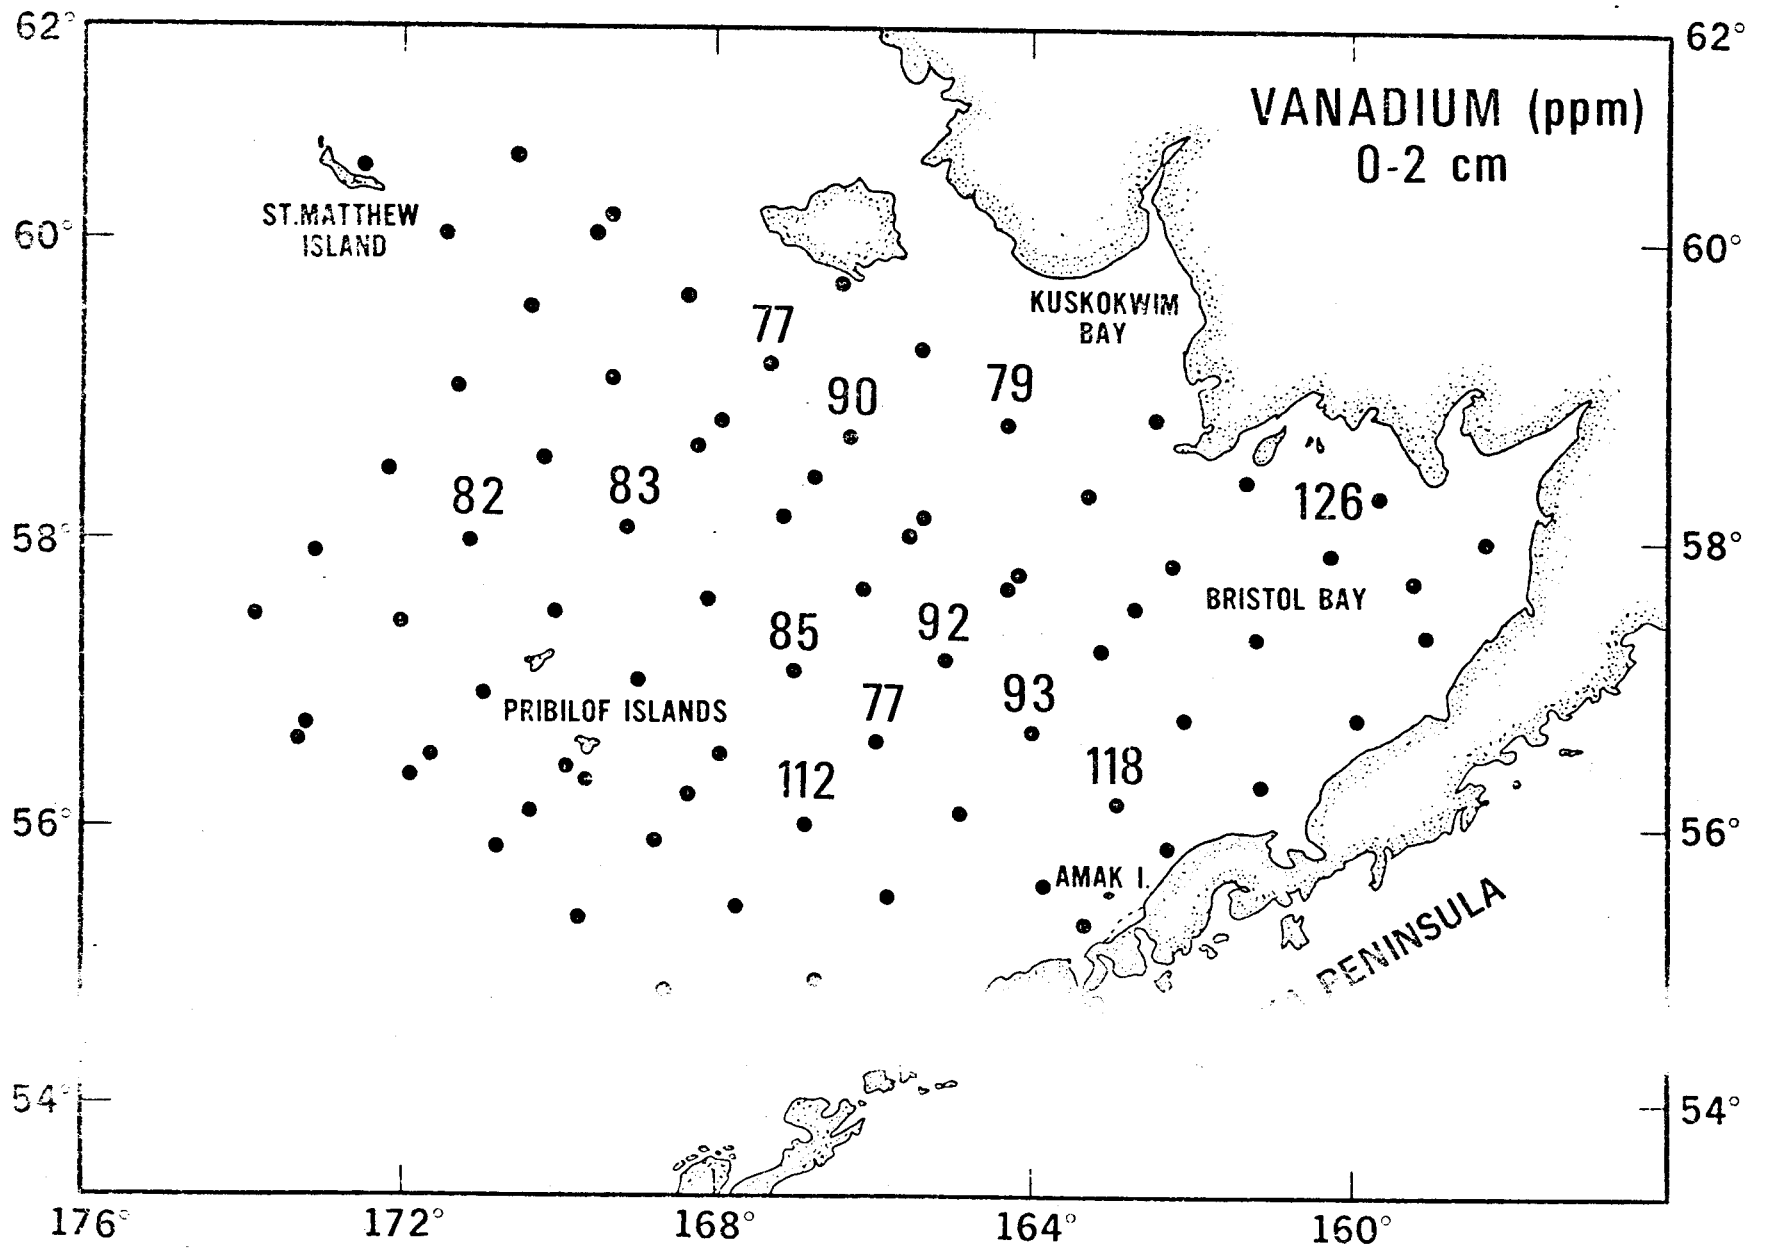 62°
62°
VANADIUM (ppm)
0-2 cm
ST.MATTHEW
ISLAND
60°
60°
KUSKOKWIM
BAY
77
90
79
82
83
126
58°
58°
BRISTOL BAY
85
92
77
93
PRIBILOF ISLANDS
112
118
56°
56°
AMAK I.
PENINSULA
54°
54°
176°
172°
168°
164°
160°